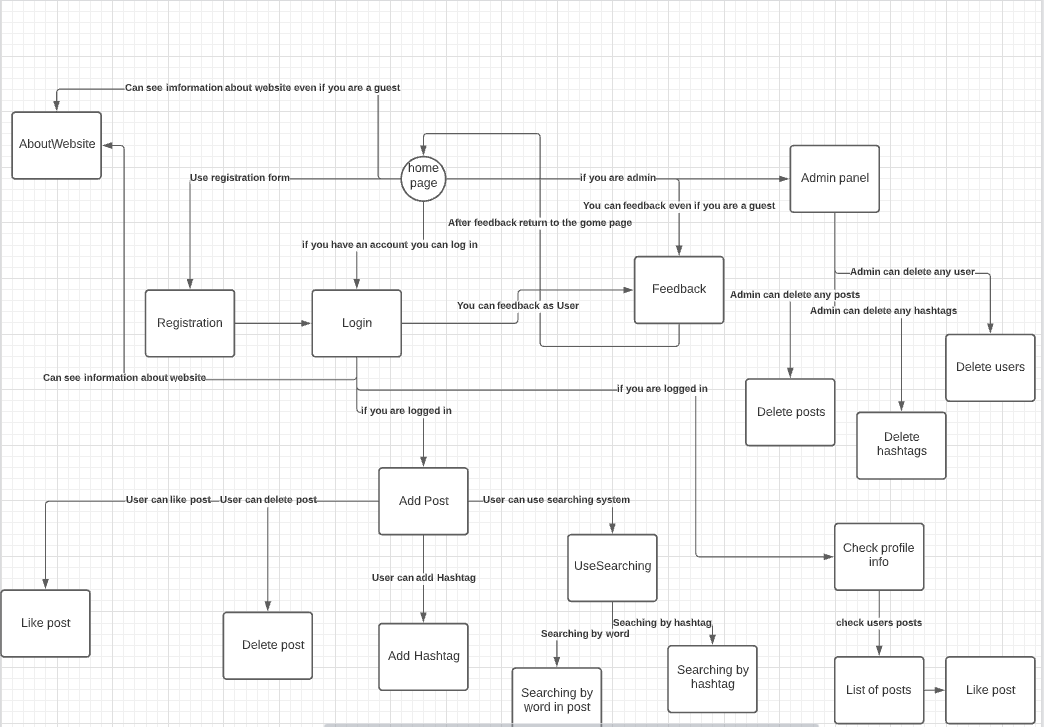 Can see imformation about website even if you are a guest
AboutWebsite
home
page
Use registration form
if you are admin
Admin panel
You can feedback even if you are a guest
After feedback return to the gome page
if you have an account you can log in
Admin can delete any user
Feedback
Admin can delete any posts
You can feedback as User
Admin can delete any hashtags
Registration
Login
Delete users
Can see information about website
if you are logged in
if you are logged in
Delete posts
Delete
hashtags
User can like post
User can delete post
Add Post
User can use searching system
Check profile
info
UseSearching
User can add Hashtag
Like post
Seaching by hashtag
check users posts
Searching by word
Delete post
Add Hashtag
Searching by
hashtag
Searching by
word in post
List of posts
Like post